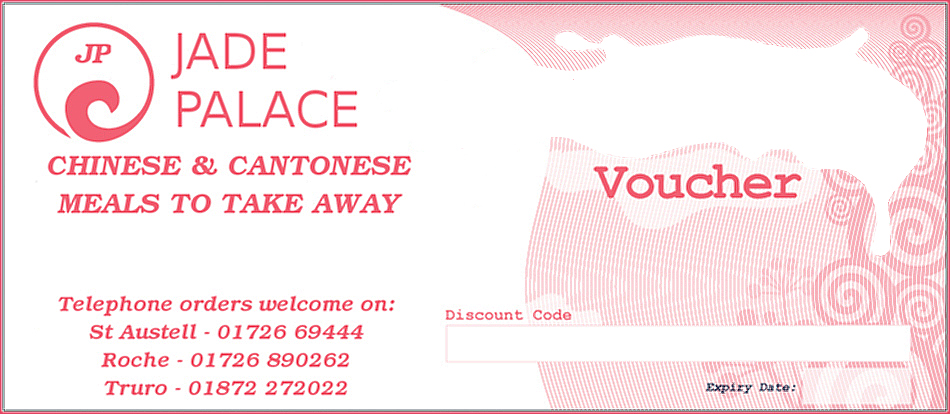 JP
JADE
PALACE
CHINESE & CANTONESE
MEALS TO TAKE AWAY
Voucher
Telephone orders welcome on:
St Austell - 01726 69444
Roche - 01726 890262
Truro - 01872 272022
Discount Code
Expiry Date: